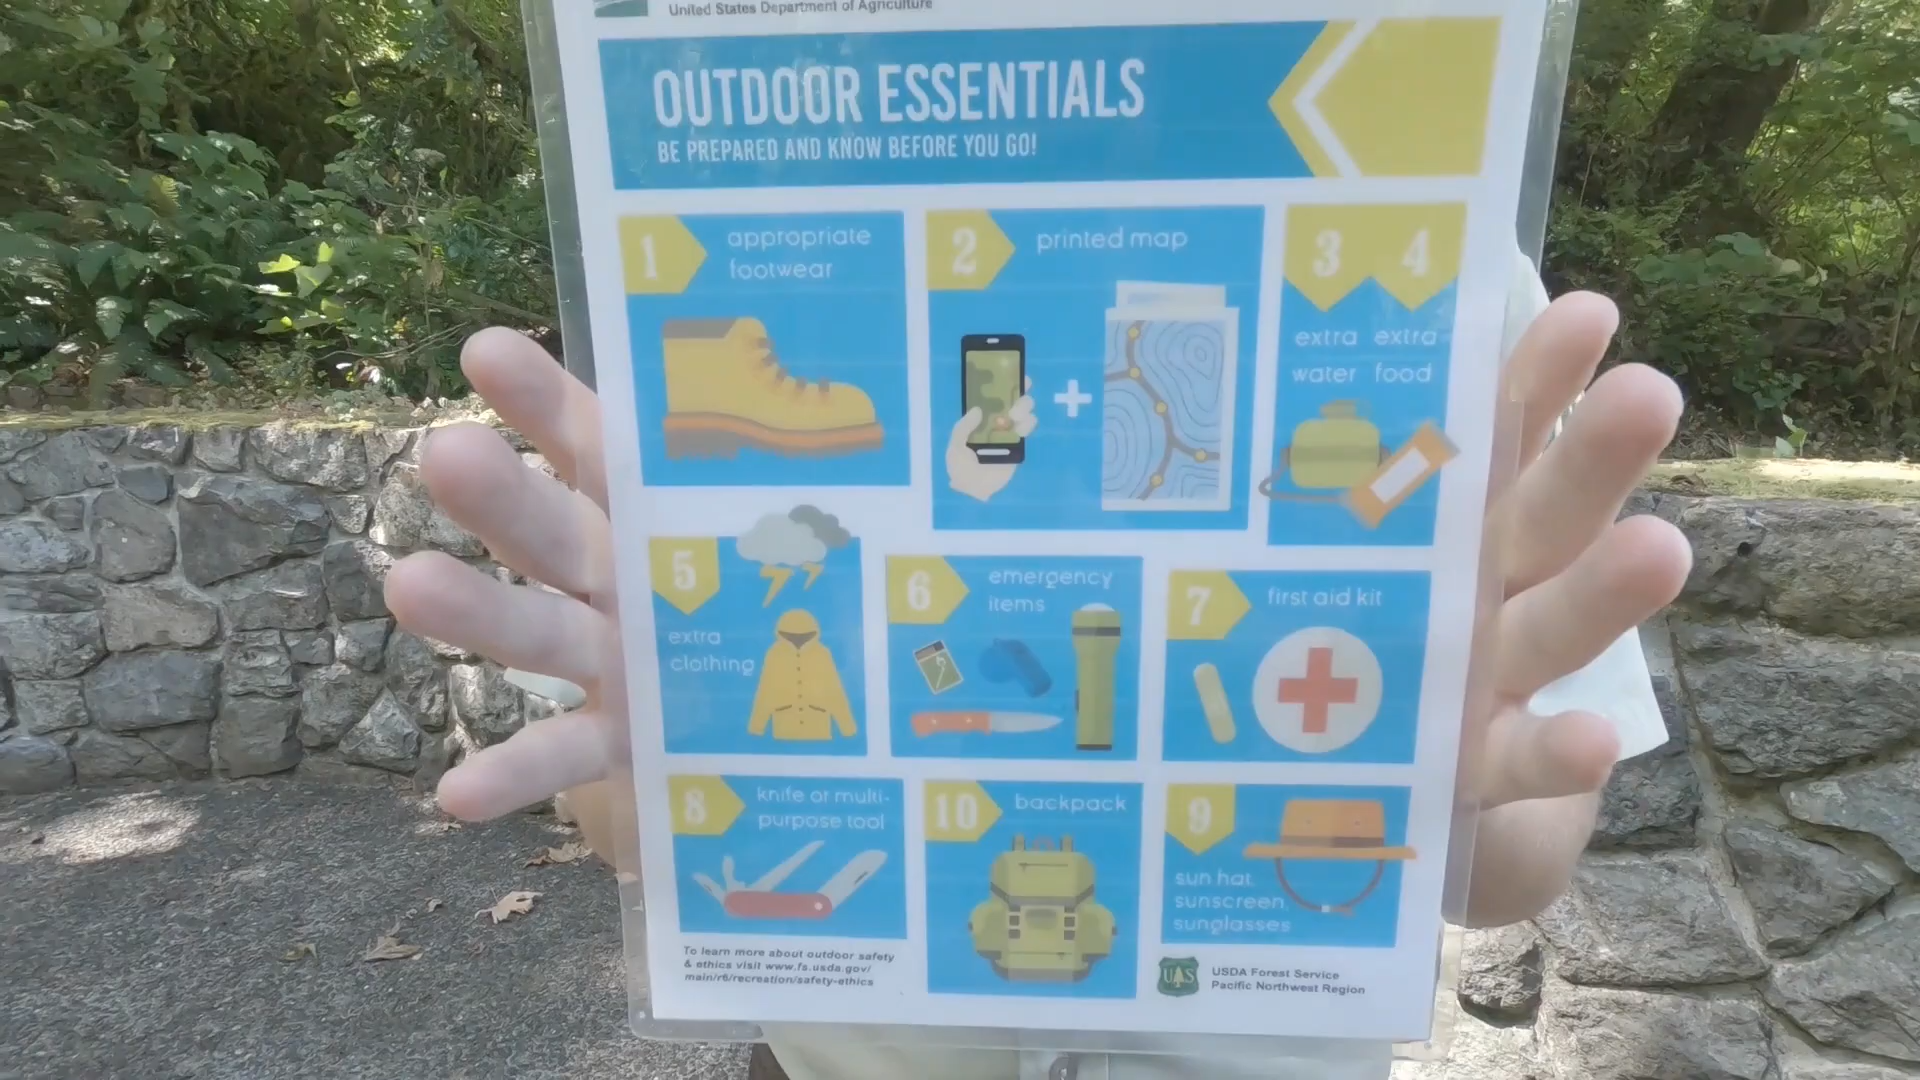 United States Department of Agriculture
OUTDOOR ESSENTIALS
BE PREPARED AND KNOW BEFORE YOU GO!
1
appropriate
footwear
2
printed map
+
3 4
extra extra
water food
5
extra
clothing
6
emergency
items
7
first aid kit
8
knife or multi-
purpose tool
10
backpack
9
sun hat,
sunscreen,
sunglasses
To learn more about outdoor safety
& ethics visit www.fs.usda.gov/
main/r6/recreation/safety-ethics
U S
USDA Forest Service
Pacific Northwest Region